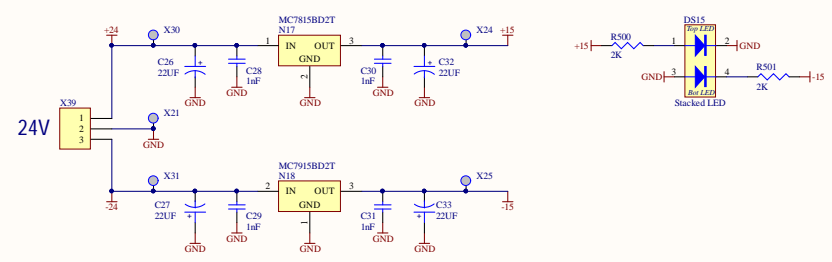 +24
X30
MC7815BD2T
N17
X24
+15
1
IN
OUT
3
GND
2
GND
C26
22UF
GND
C28
1nF
GND
C30
1nF
GND
C32
22UF
GND
X39
1
2
3
24V
X21
GND
X31
-24
MC7915BD2T
N18
X25
-15
2
IN
OUT
3
GND
1
GND
C27
22UF
GND
C29
1nF
GND
C31
1nF
GND
C33
22UF
GND
DS15
Top LED
+15
R500
2K
1
2
GND
GND
3
4
R501
2K
-15
Bot LED
Stacked LED